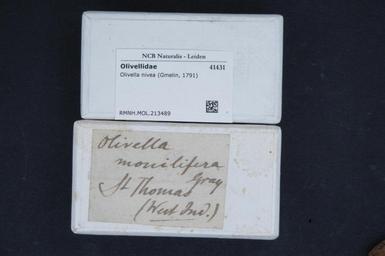 NCB Naturalis - Leiden
Olivellidae 41431
Olivella nivea (Gmelin, 1791)
RMNH.MOL.213489
Olivella
monilifera
Gray
St Thomas
(West Ind.)